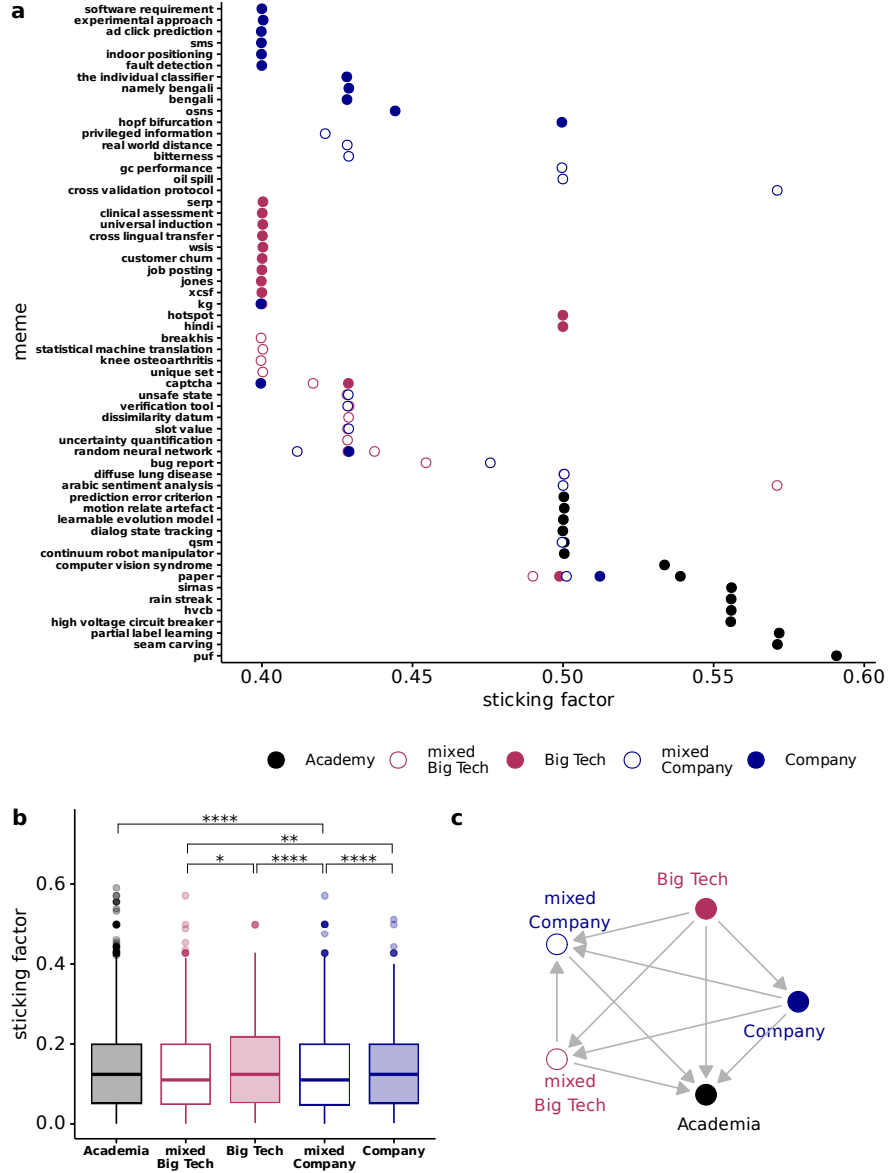 a
software requirement
experimental approach
ad click prediction
sms
indoor positioning
fault detection
the individual classifier
namely bengali
bengali
osns
hopf bifurcation
privileged information
real world distance
bitterness
gc performance
oil spill
cross validation protocol
serp
clinical assessment
universal induction
cross lingual transfer
wsis
customer churn
job posting
jones
xcsf
kg
hotspot
hindi
breakhis
statistical machine translation
knee osteoarthritis
unique set
captcha
unsafe state
verification tool
dissimilarity datum
slot value
uncertainty quantification
random neural network
bug report
diffuse lung disease
arabic sentiment analysis
prediction error criterion
motion relate artefact
learnable evolution model
dialog state tracking
qsm
continuum robot manipulator
computer vision syndrome
paper
sirnas
rain streak
hvcb
high voltage circuit breaker
partial label learning
seam carving
puf
meme
0.40 0.45 0.50 0.55 0.60
sticking factor
Academy
mixed
Big Tech
Big Tech
mixed
Company
Company
b
****
**
* **** ****
0.6
0.4
0.2
0.0
sticking factor
Academia
mixed
Big Tech
Big Tech
mixed
Company
Company
c
Big Tech
mixed
Company
Company
mixed
Big Tech
Academia